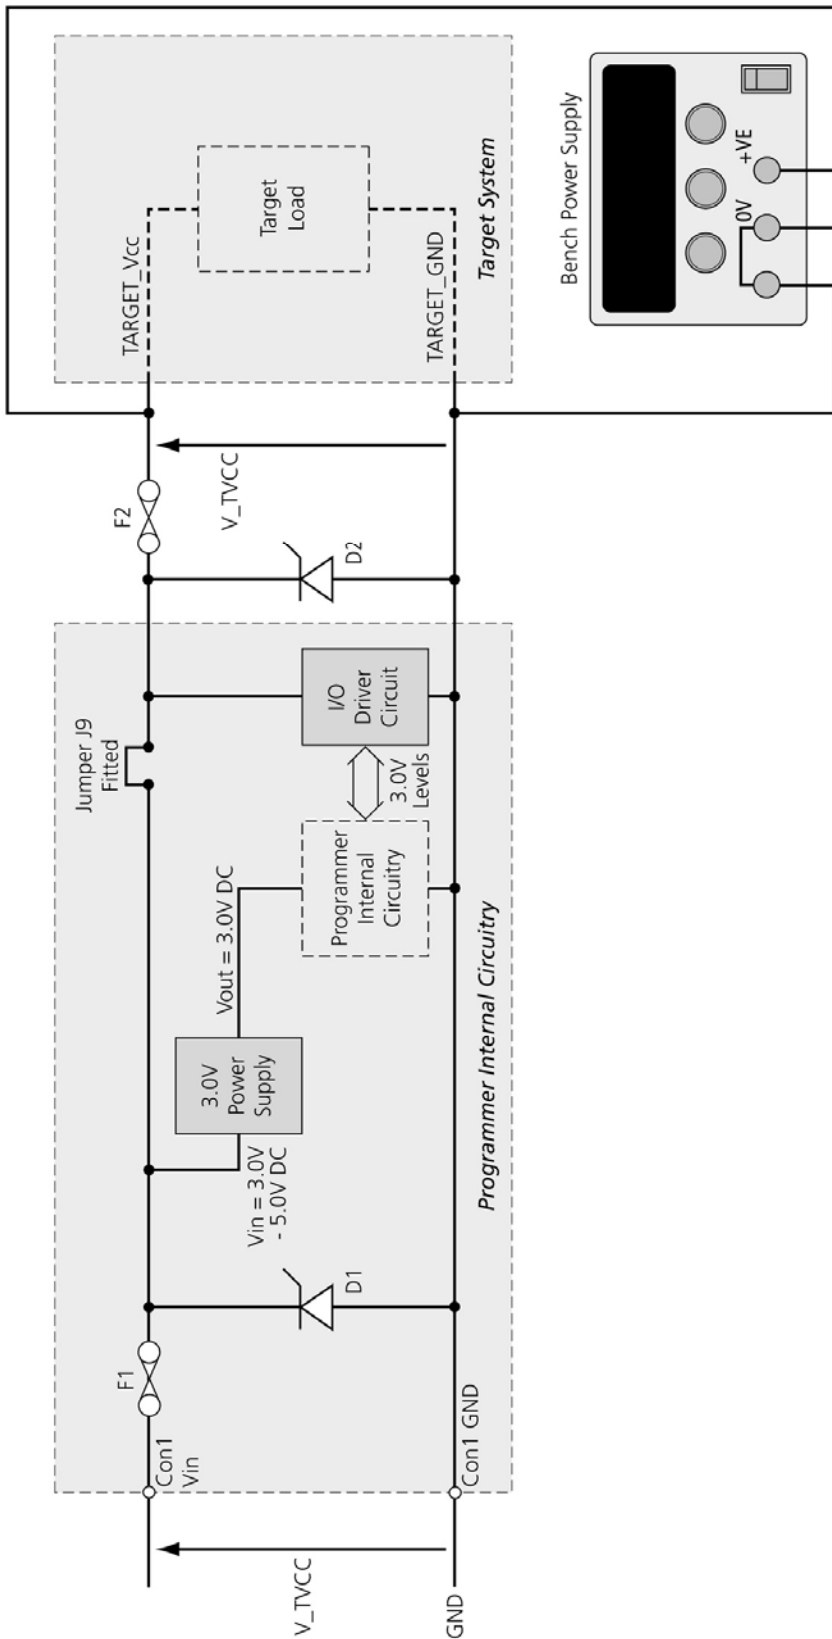 V_TVCC
GND
Con1
Vin
Con1 GND
F1
D1
Vin = 3.0V
- 5.0V DC
3.0V
Power
Supply
Vout = 3.0V DC
Programmer
Internal
Circuitry
3.0V
Levels
I/O
Driver
Circuit
Jumper J9
Fitted
Programmer Internal Circuitry
D2
F2
V_TVCC
TARGET_Vcc
TARGET_GND
Target
Load
Target System
Bench Power Supply
0V
+VE